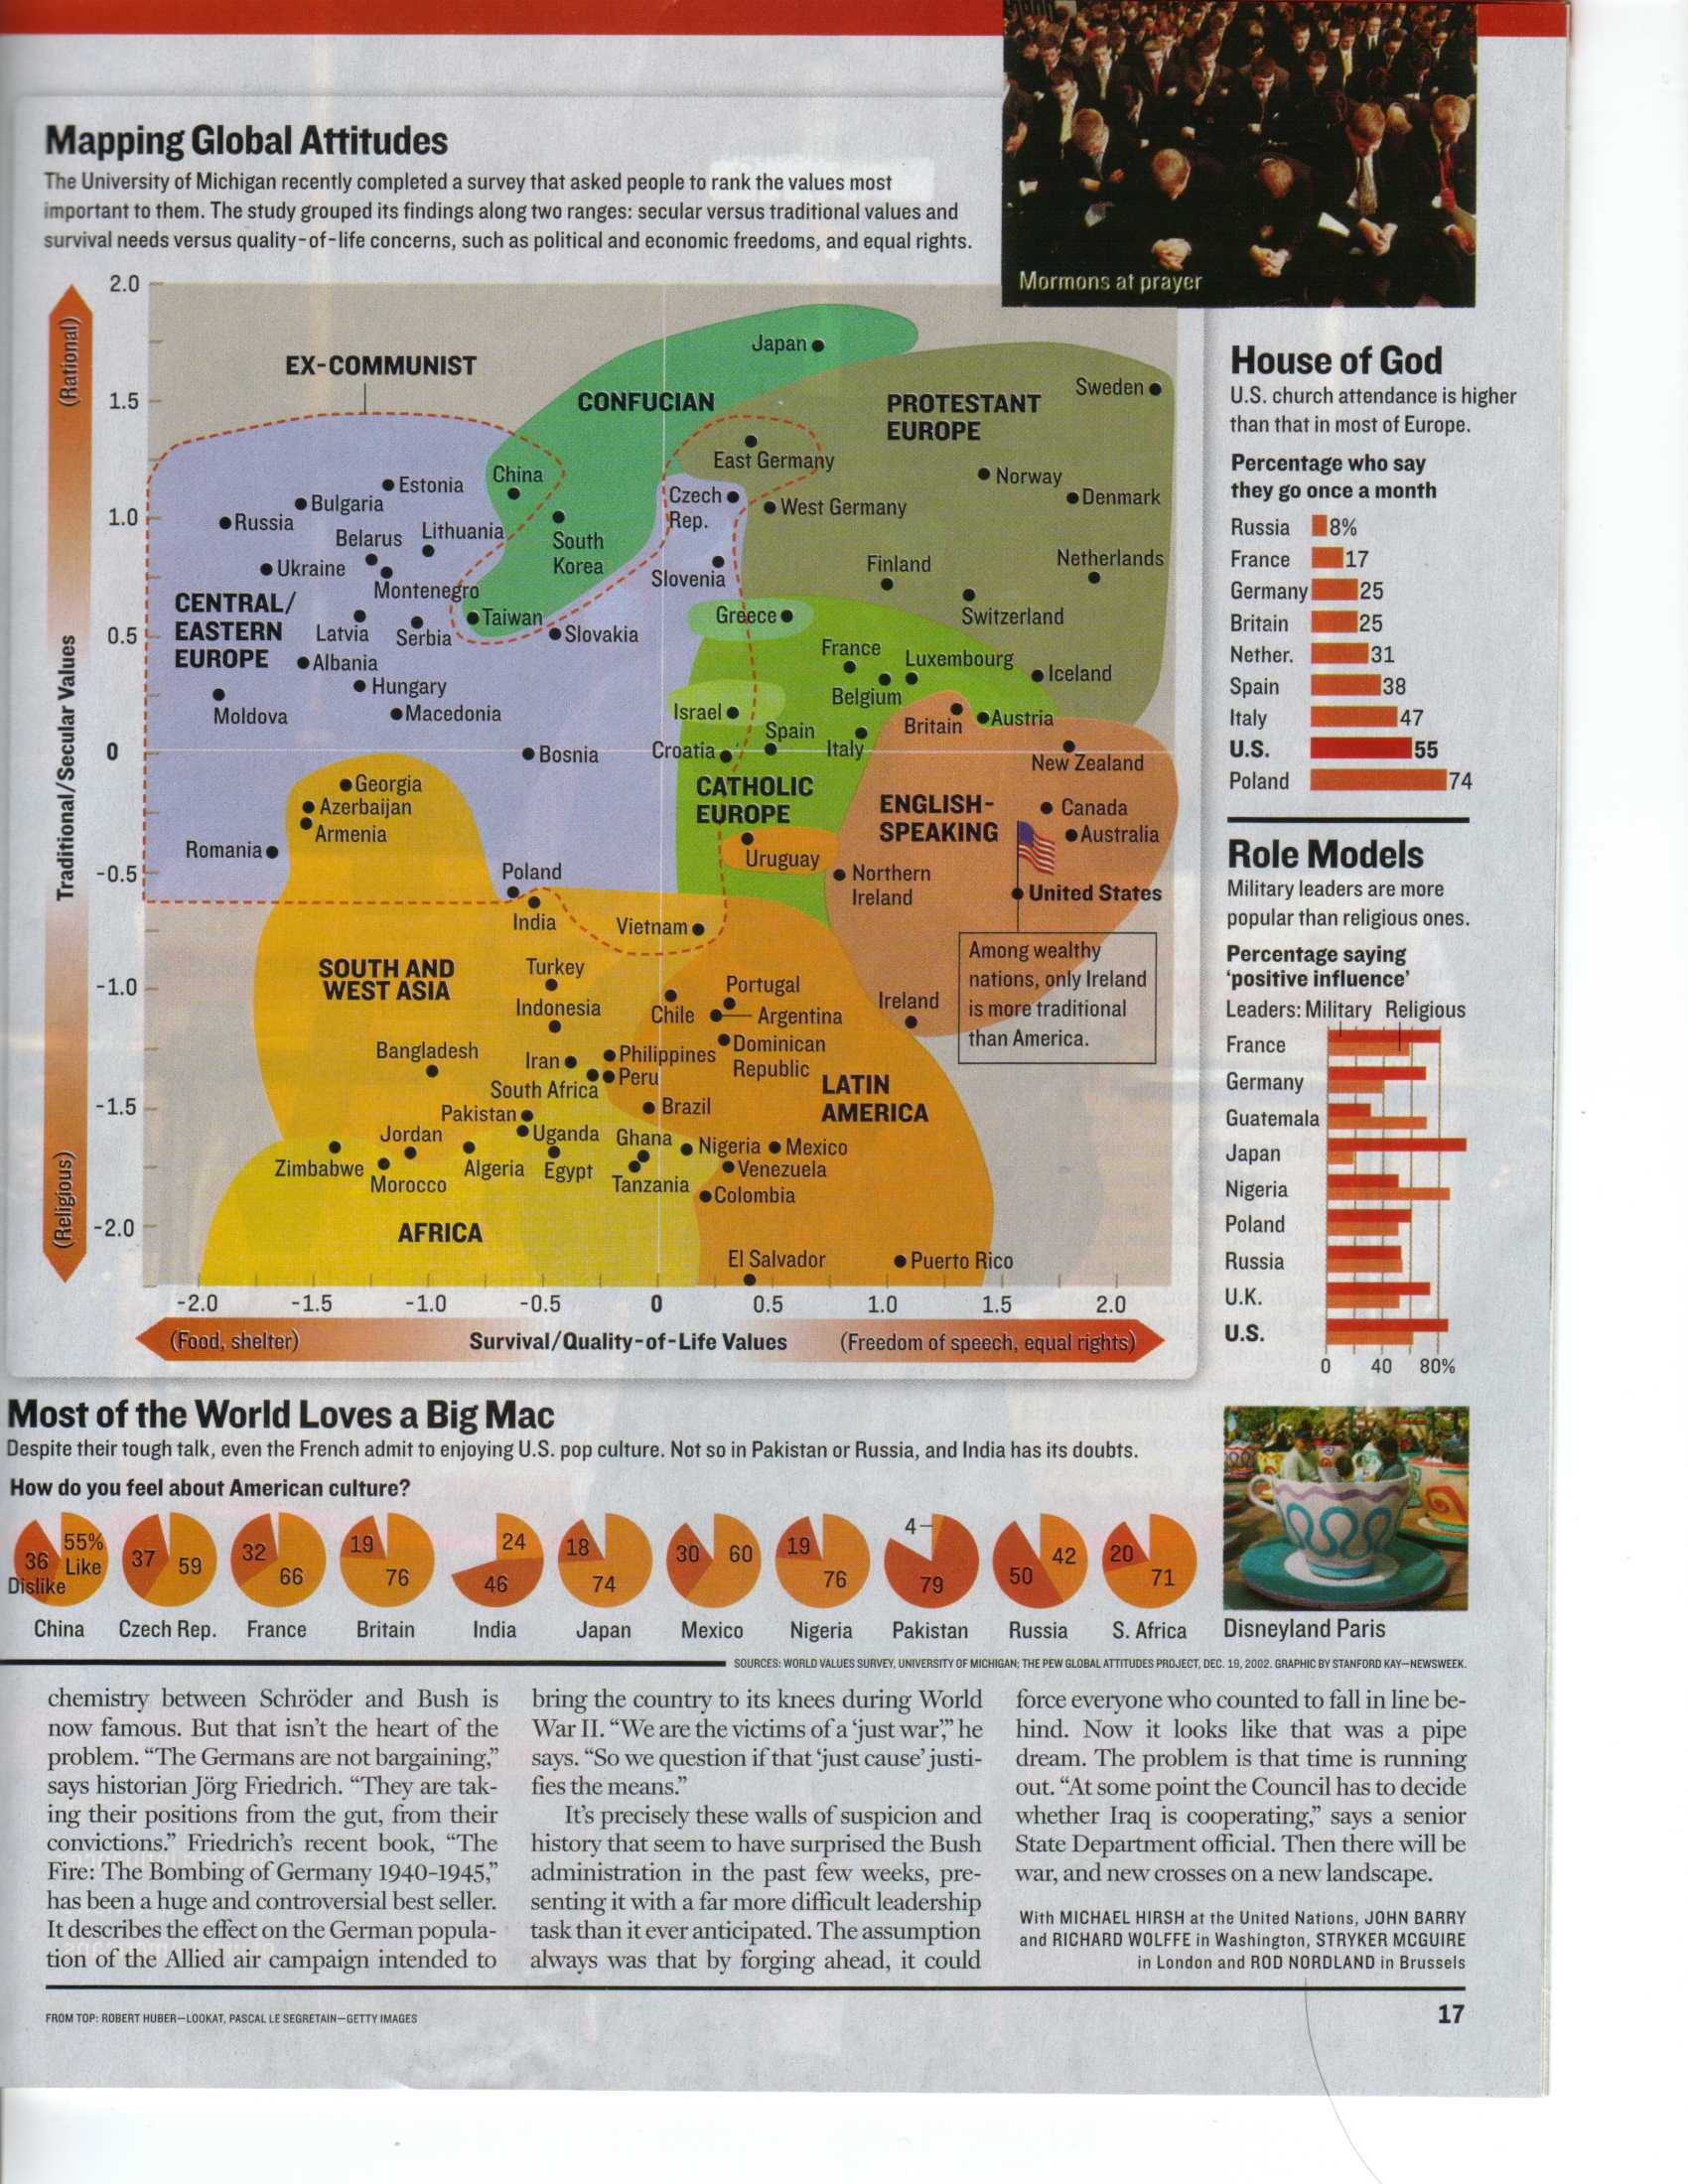 Mapping Global Attitudes
The University of Michigan recently completed a survey that asked people to rank the values most
important to them. The study grouped its findings along two ranges: secular versus traditional values and
survival needs versus quality-of-life concerns, such as political and economic freedoms, and equal rights.
Mormons at prayer
2.0
1.5
1.0
0.5
0
-0.5
-1.0
-1.5
-2.0
(Rational)
Traditional/Secular Values
(Religious)
EX-COMMUNIST
Japan
CONFUCIAN
PROTESTANT
EUROPE
Sweden
East Germany
China
Estonia
Norway
Bulgaria
Czech
Rep.
Denmark
West Germany
Russia
Belarus
Lithuania
South
Korea
Ukraine
Montenegro
Slovenia
Finland
Netherlands
CENTRAL/
EASTERN
EUROPE
Latvia
Serbia
Taiwan
Slovakia
Greece
Switzerland
Albania
France
Luxembourg
Hungary
Belgium
Iceland
Moldova
Macedonia
Israel
Spain
Britain
Austria
Bosnia
Croatia
Italy
New Zealand
Georgia
Azerbaijan
Armenia
CATHOLIC
EUROPE
ENGLISH-
SPEAKING
Canada
Australia
Romania
Uruguay
Northern
Ireland
United States
Poland
India
Vietnam
Among wealthy
nations, only Ireland
is more traditional
than America.
SOUTH AND
WEST ASIA
Turkey
Indonesia
Portugal
Chile
Argentina
Ireland
Bangladesh
Iran
Philippines
Dominican
Republic
South Africa
Peru
LATIN
AMERICA
Pakistan
Brazil
Jordan
Uganda
Ghana
Nigeria
Mexico
Zimbabwe
Morocco
Algeria
Egypt
Tanzania
Venezuela
Colombia
AFRICA
El Salvador
Puerto Rico
-2.0 -1.5 -1.0 -0.5 0 0.5 1.0 1.5 2.0
(Food, shelter) Survival/Quality-of-Life Values (Freedom of speech, equal rights)
House of God
U.S. church attendance is higher
than that in most of Europe.
Percentage who say
they go once a month
Russia 8%
France 17
Germany 25
Britain 25
Nether. 31
Spain 38
Italy 47
U.S. 55
Poland 74
Role Models
Military leaders are more
popular than religious ones.
Percentage saying
‘positive influence’
Leaders: Military Religious
France
Germany
Guatemala
Japan
Nigeria
Poland
Russia
U.K.
U.S.
0 40 80%
Most of the World Loves a Big Mac
Despite their tough talk, even the French admit to enjoying U.S. pop culture. Not so in Pakistan or Russia, and India has its doubts.
How do you feel about American culture?
36 Dislike 55% Like
37 59
32 66
19 76
24 46
18 74
30 60
19 76
4 79
50 42
20 71
China Czech Rep. France Britain India Japan Mexico Nigeria Pakistan Russia S. Africa
Disneyland Paris
SOURCES: WORLD VALUES SURVEY, UNIVERSITY OF MICHIGAN; THE PEW GLOBAL ATTITUDES PROJECT, DEC. 19, 2002. GRAPHIC BY STANFORD KAY—NEWSWEEK.
chemistry between Schröder and Bush is
now famous. But that isn’t the heart of the
problem. “The Germans are not bargaining,”
says historian Jörg Friedrich. “They are tak-
ing their positions from the gut, from their
convictions.” Friedrich’s recent book, “The
Fire: The Bombing of Germany 1940-1945,”
has been a huge and controversial best seller.
It describes the effect on the German popula-
tion of the Allied air campaign intended to
bring the country to its knees during World
War II. “We are the victims of a ‘just war’,” he
says. “So we question if that ‘just cause’ justi-
fies the means.”
It’s precisely these walls of suspicion and
history that seem to have surprised the Bush
administration in the past few weeks, pre-
senting it with a far more difficult leadership
task than it ever anticipated. The assumption
always was that by forging ahead, it could
force everyone who counted to fall in line be-
hind. Now it looks like that was a pipe
dream. The problem is that time is running
out. “At some point the Council has to decide
whether Iraq is cooperating,” says a senior
State Department official. Then there will be
war, and new crosses on a new landscape.
With MICHAEL HIRSH at the United Nations, JOHN BARRY
and RICHARD WOLFFE in Washington, STRYKER MCGUIRE
in London and ROD NORDLAND in Brussels
FROM TOP: ROBERT HUBER—LOOKAT, PASCAL LE SEGRETAIN—GETTY IMAGES
17